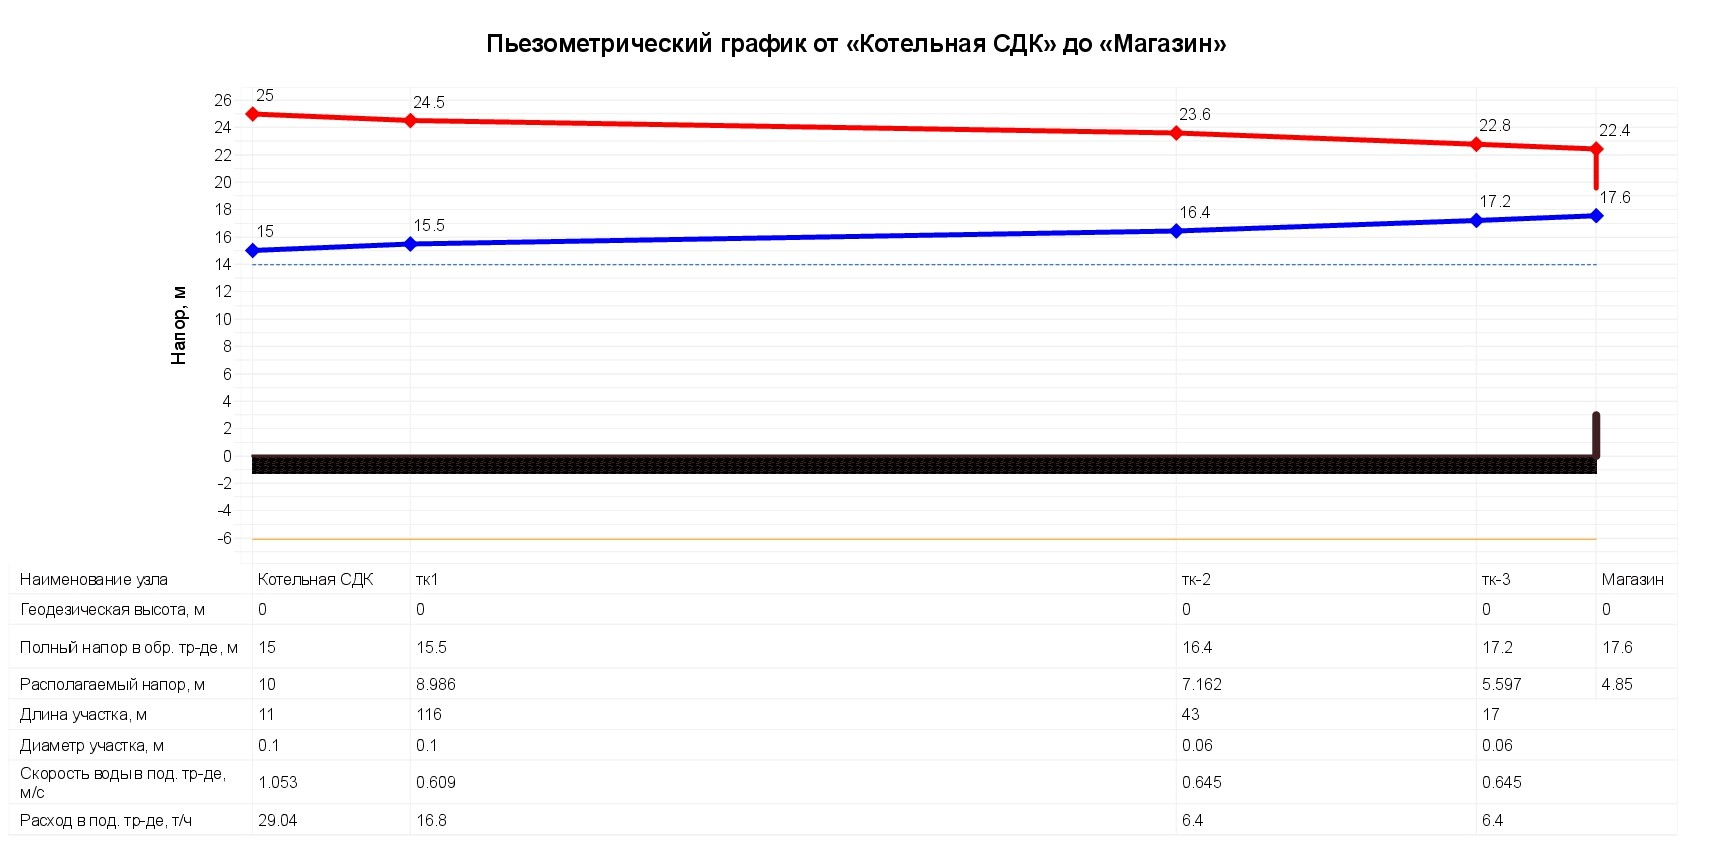 Пьезометрический график от «Котельная СДК» до «Магазин»
26
24
22
20
18
16
14
12
10
8
6
4
2
0
-2
-4
-6
Напор, м
25
24.5
23.6
22.8
22.4
15
15.5
16.4
17.2
17.6
Наименование узла Котельная СДК тк1 тк-2 тк-3 Магазин
Геодезическая высота, м 0 0 0 0 0
Полный напор в обр. тр-де, м 15 15.5 16.4 17.2 17.6
Располагаемый напор, м 10 8.986 7.162 5.597 4.85
Длина участка, м 11 116 43 17
Диаметр участка, м 0.1 0.1 0.06 0.06
Скорость воды в под. тр-де,
м/с 1.053 0.609 0.645 0.645
Расход в под. тр-де, т/ч 29.04 16.8 6.4 6.4